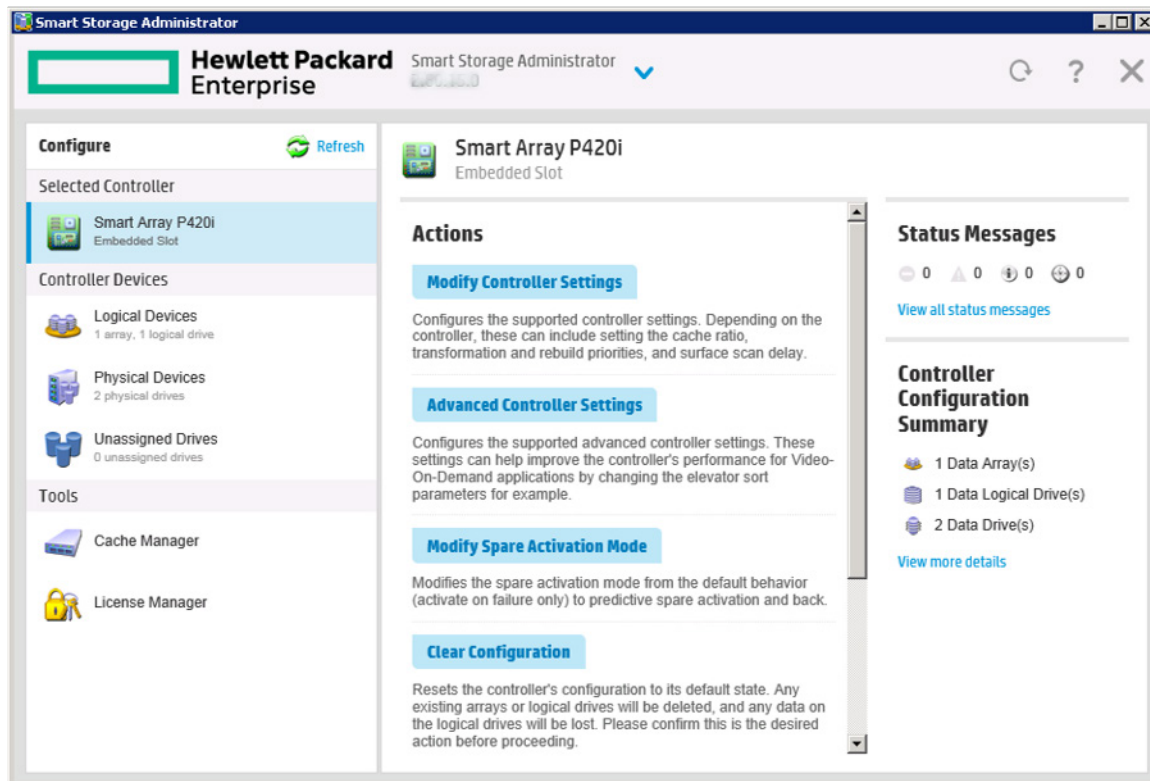 Smart Storage Administrator
Hewlett Packard
Enterprise
Smart Storage Administrator
?
Configure
Refresh
Selected Controller
Smart Array P420i
Embedded Slot
Controller Devices
Logical Devices
1 array, 1 logical drive
Physical Devices
2 physical drives
Unassigned Drives
0 unassigned drives
Tools
Cache Manager
License Manager
Smart Array P420i
Embedded Slot
Actions
Modify Controller Settings
Configures the supported controller settings. Depending on the
controller, these can include setting the cache ratio,
transformation and rebuild priorities, and surface scan delay.
Advanced Controller Settings
Configures the supported advanced controller settings. These
settings can help improve the controller's performance for Video-
On-Demand applications by changing the elevator sort
parameters for example.
Modify Spare Activation Mode
Modifies the spare activation mode from the default behavior
(activate on failure only) to predictive spare activation and back.
Clear Configuration
Resets the controller's configuration to its default state. Any
existing arrays or logical drives will be deleted, and any data on
the logical drives will be lost. Please confirm this is the desired
action before proceeding.
Status Messages
0 0 0 0
View all status messages
Controller
Configuration
Summary
1 Data Array(s)
1 Data Logical Drive(s)
2 Data Drive(s)
View more details